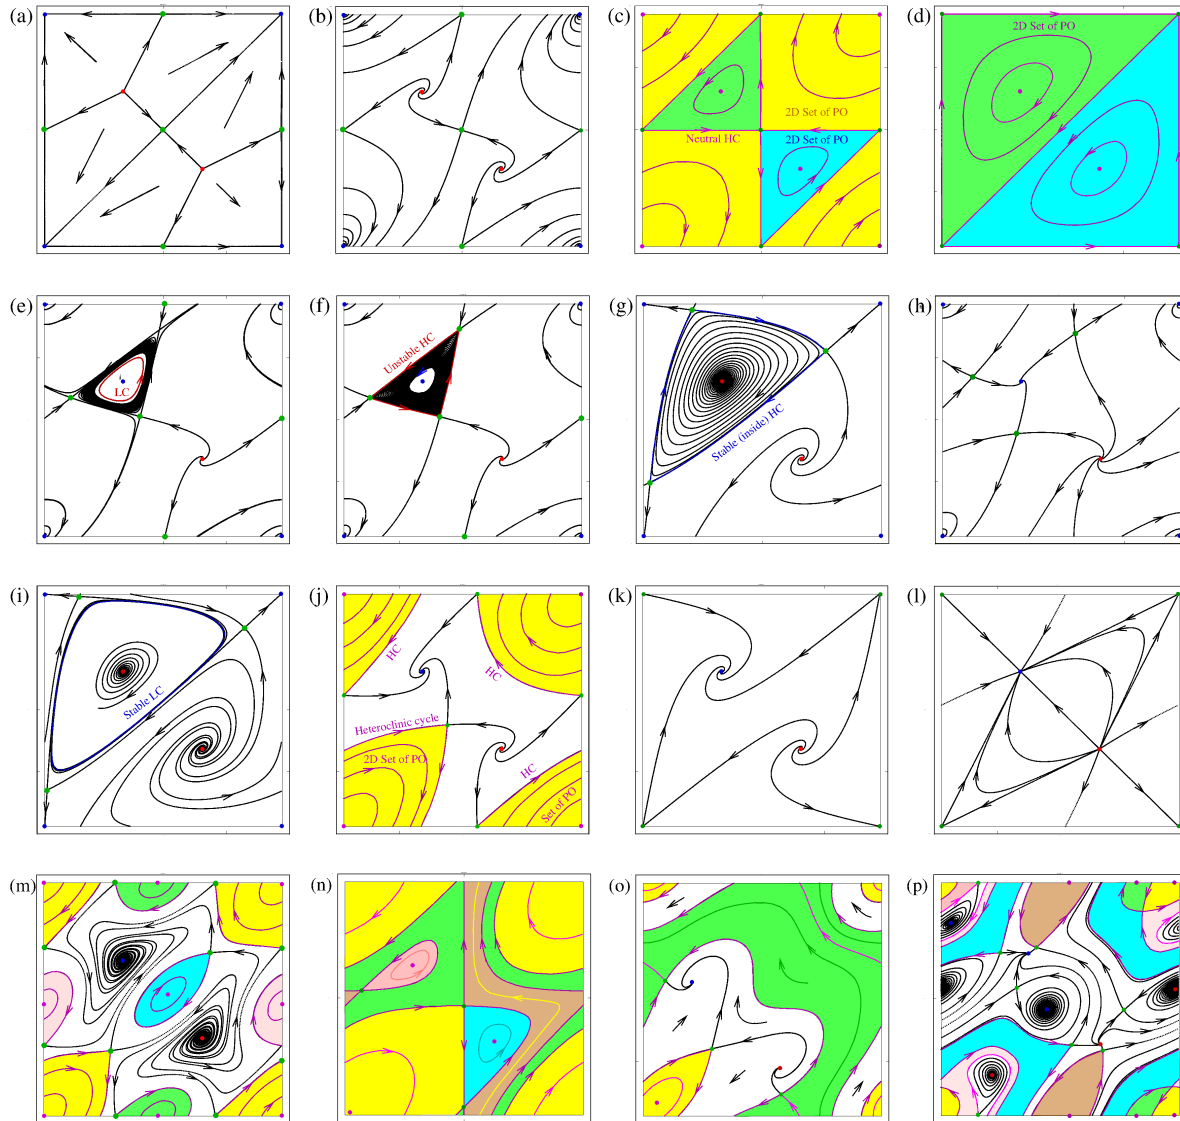 (a)
(b)
(c)
2D Set of PO
Neutral HC
2D Set of PO
(d)
2D Set of PO
(e)
LC
(f)
Unstable HC
(g)
Stable (inside) HC
(h)
(i)
Stable LC
(j)
HC
HC
Heteroclinic cycle
2D Set of PO
HC
Set of PO
(k)
(l)
(m)
(n)
(o)
(p)